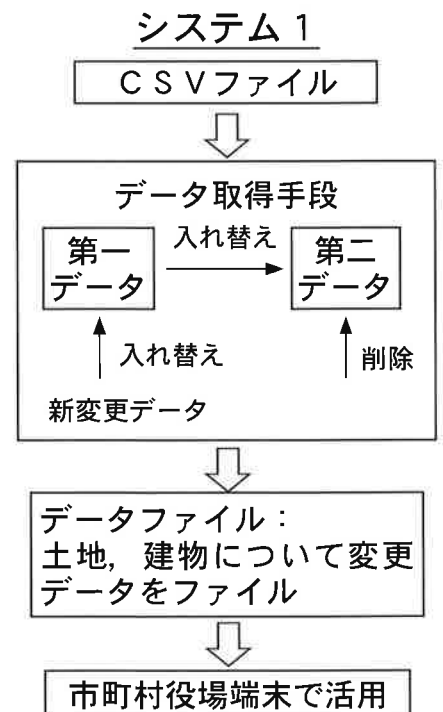 システム１
ＣＳＶファイル
データ取得手段
第一
データ
入れ替え
第二
データ
入れ替え
削除
新変更データ
データファイル：
土地，建物について変更
データをファイル
市町村役場端末で活用